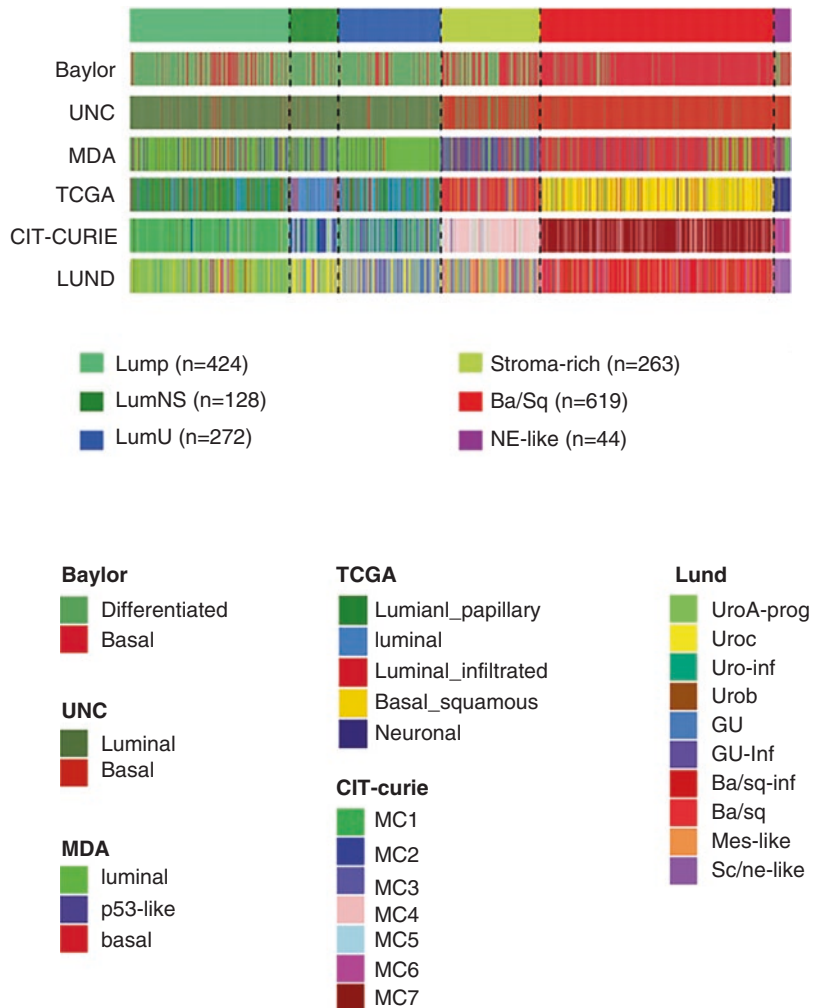 Baylor
UNC
MDA
TCGA
CIT-CURIE
LUND
Lump (n=424)
LumNS (n=128)
LumU (n=272)
Stroma-rich (n=263)
Ba/Sq (n=619)
NE-like (n=44)
Baylor
Differentiated
Basal
UNC
Luminal
Basal
MDA
luminal
p53-like
basal
TCGA
Lumianl_papillary
luminal
Luminal_infiltrated
Basal_squamous
Neuronal
CIT-curie
MC1
MC2
MC3
MC4
MC5
MC6
MC7
Lund
UroA-prog
Uroc
Uro-inf
Urob
GU
GU-Inf
Ba/sq-inf
Ba/sq
Mes-like
Sc/ne-like